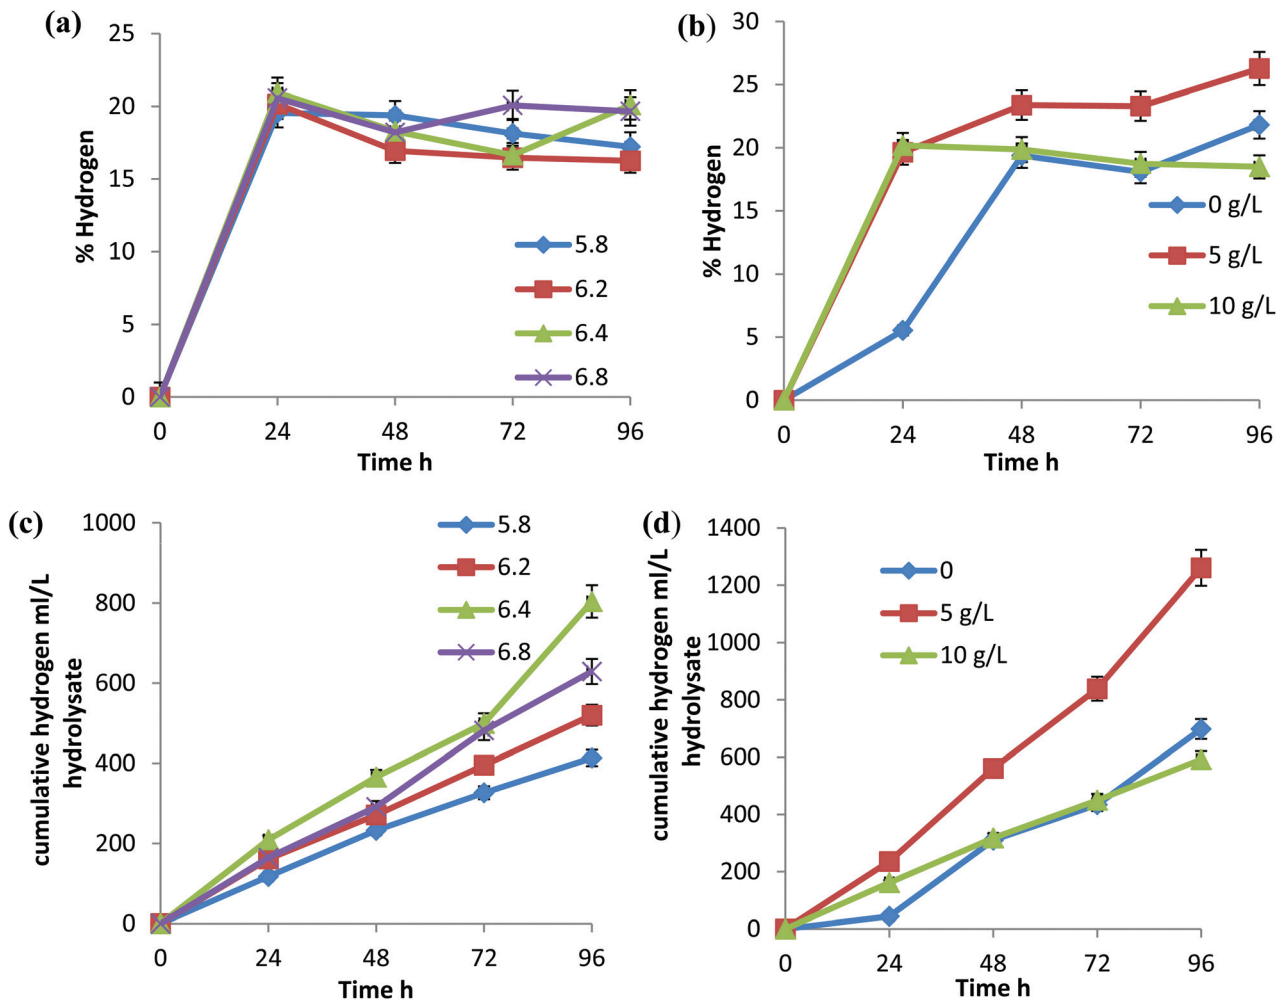 (a)
25
20
15
10
5
0
% Hydrogen
0 24 48 72 96
Time h
5.8
6.2
6.4
6.8
(b)
30
25
20
15
10
5
0
% Hydrogen
0 24 48 72 96
Time h
0 g/L
5 g/L
10 g/L
(c)
1000
800
600
400
200
0
cumulative hydrogen ml/L
hydrolysate
0 24 48 72 96
Time h
5.8
6.2
6.4
6.8
(d)
1400
1200
1000
800
600
400
200
0
cumulative hydrogen ml/L
hydrolysate
0 24 48 72 96
Time h
0
5 g/L
10 g/L